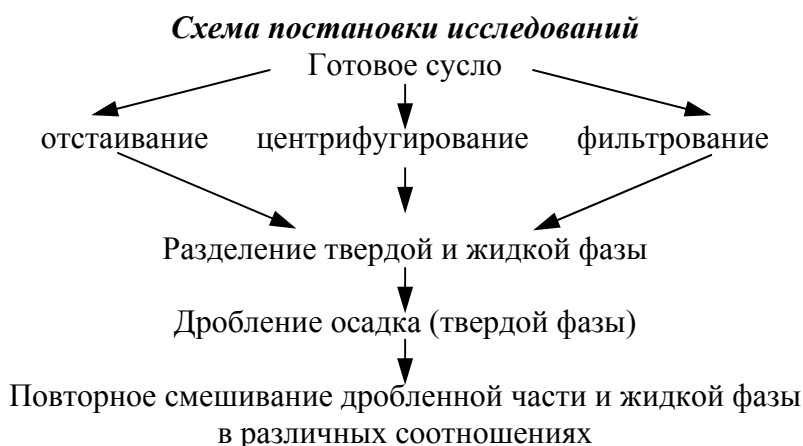 Схема постановки исследований
Готовое сусло
отстаивание центрифугирование фильтрование
Разделение твердой и жидкой фазы
Дробление осадка (твердой фазы)
Повторное смешивание дробленной части и жидкой фазы
в различных соотношениях